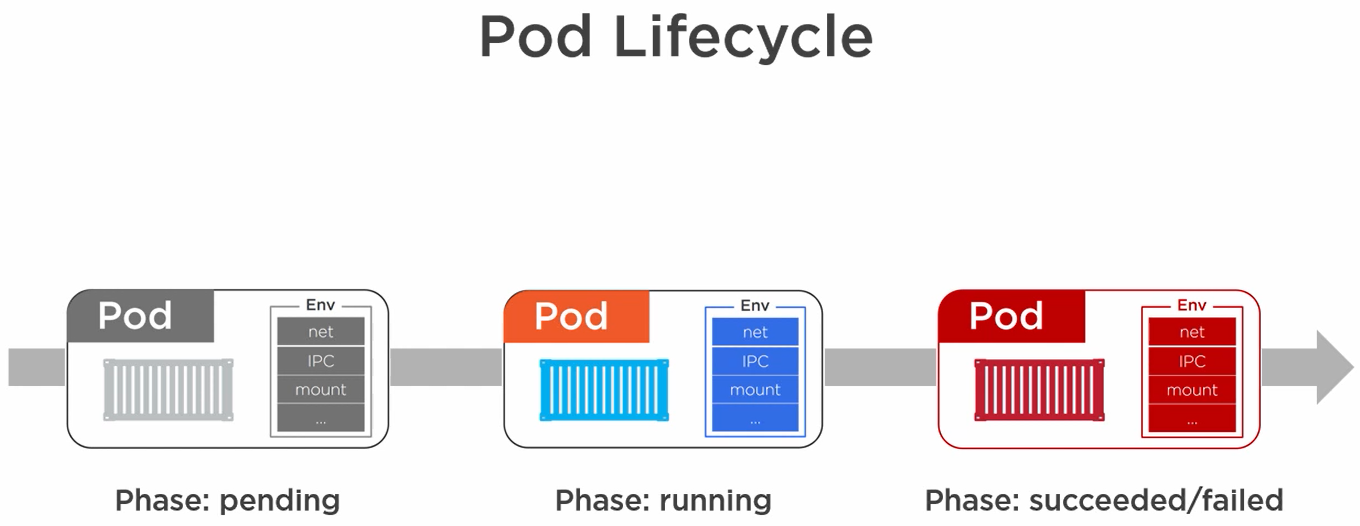 Pod Lifecycle
Pod
Env
net
IPC
mount
...
Phase: pending
Pod
Env
net
IPC
mount
...
Phase: running
Pod
Env
net
IPC
mount
...
Phase: succeeded/failed